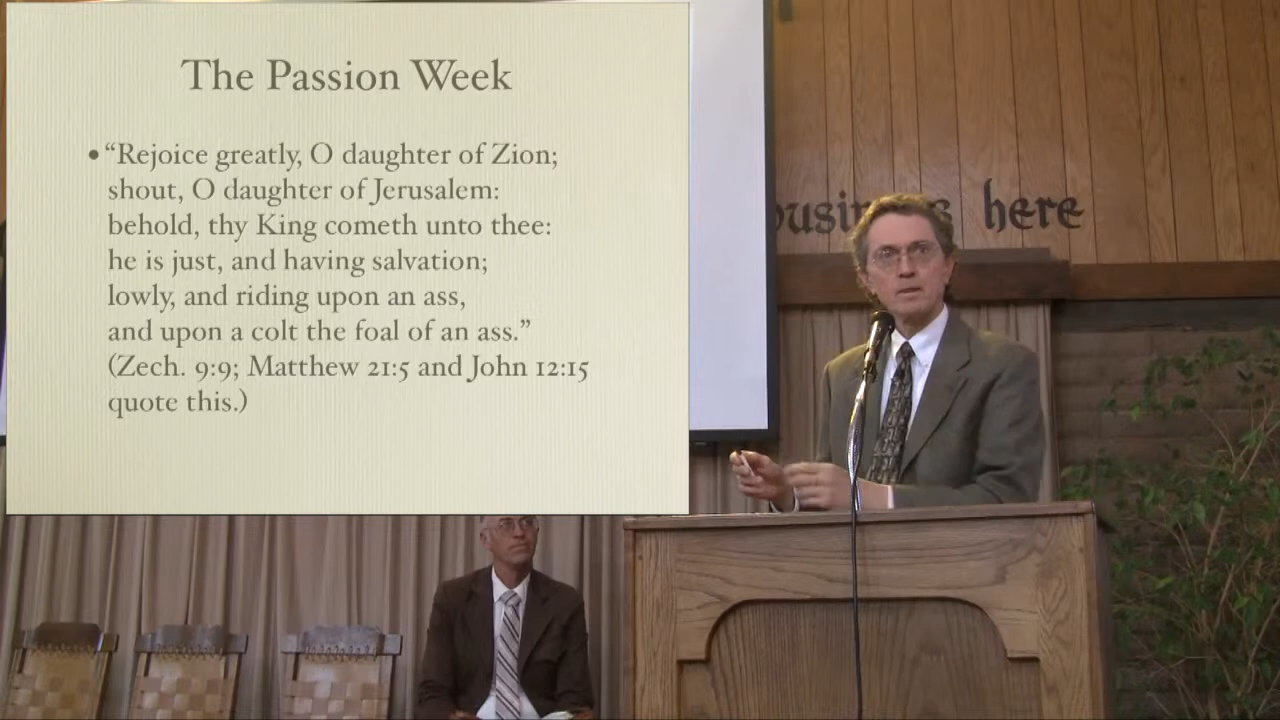 The Passion Week
• “Rejoice greatly, O daughter of Zion;
shout, O daughter of Jerusalem:
behold, thy King cometh unto thee:
he is just, and having salvation;
lowly, and riding upon an ass,
and upon a colt the foal of an ass.”
(Zech. 9:9; Matthew 21:5 and John 12:15
quote this.)
here